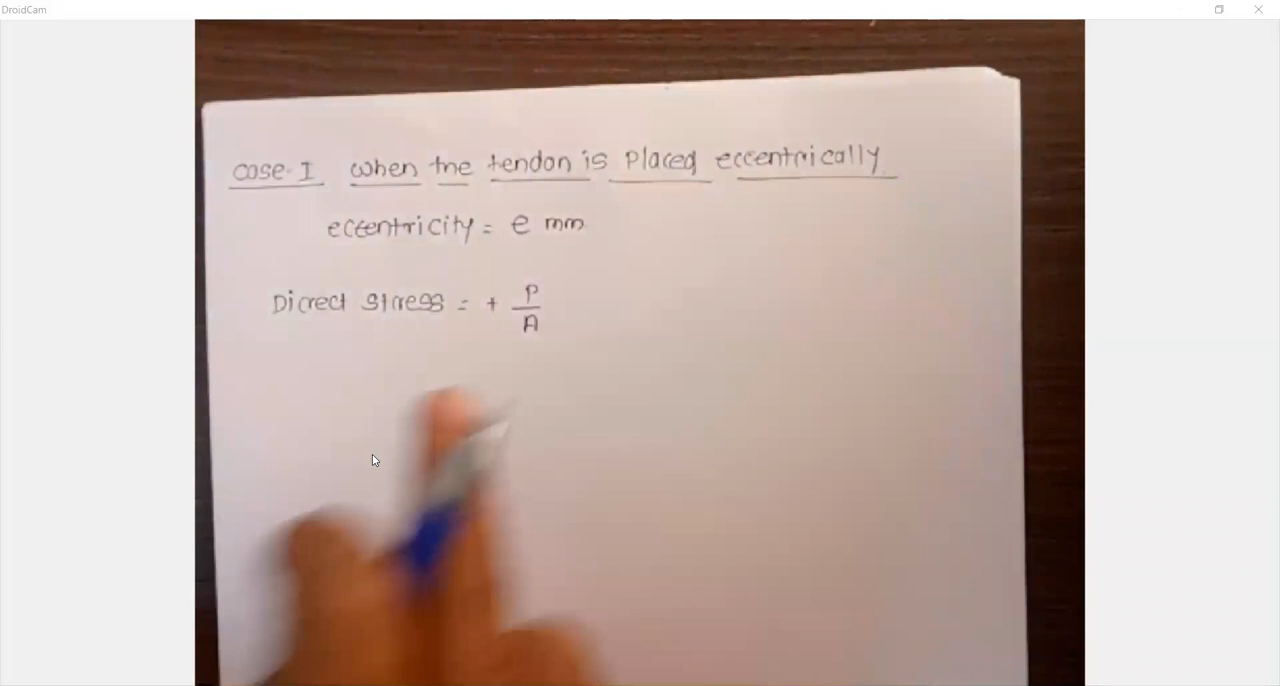 DroidCam
case-I when the tendon is placed eccentrically
eccentricity = e mm
Direct stress = + P
A